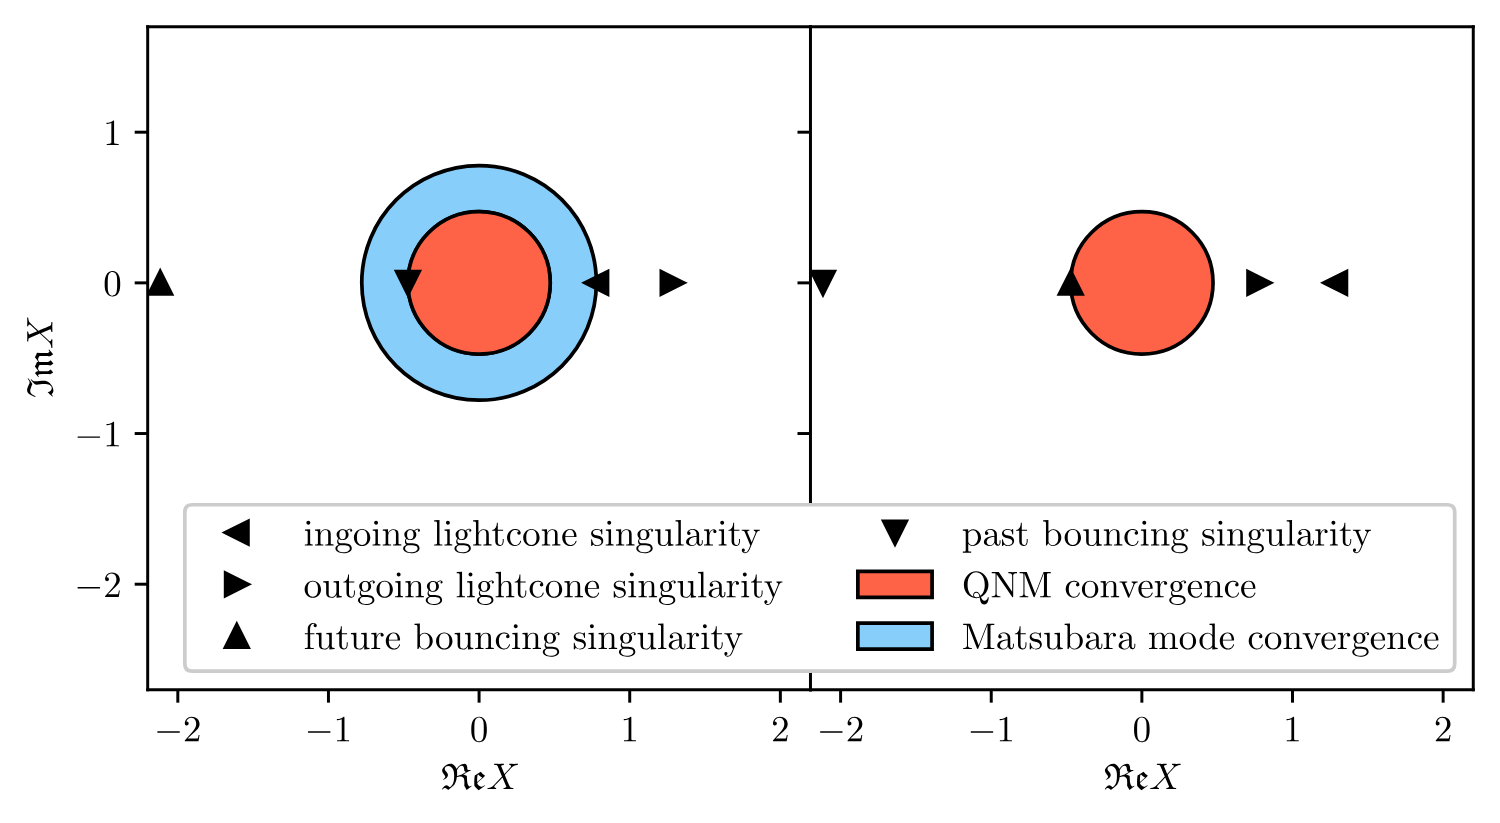 1
0
−1
−2
ℑ𝔪X
ingoing lightcone singularity
outgoing lightcone singularity
future bouncing singularity
past bouncing singularity
QNM convergence
Matsubara mode convergence
−2 −1 0 1 2 −2 −1 0 1 2
ℜ𝔢X ℜ𝔢X